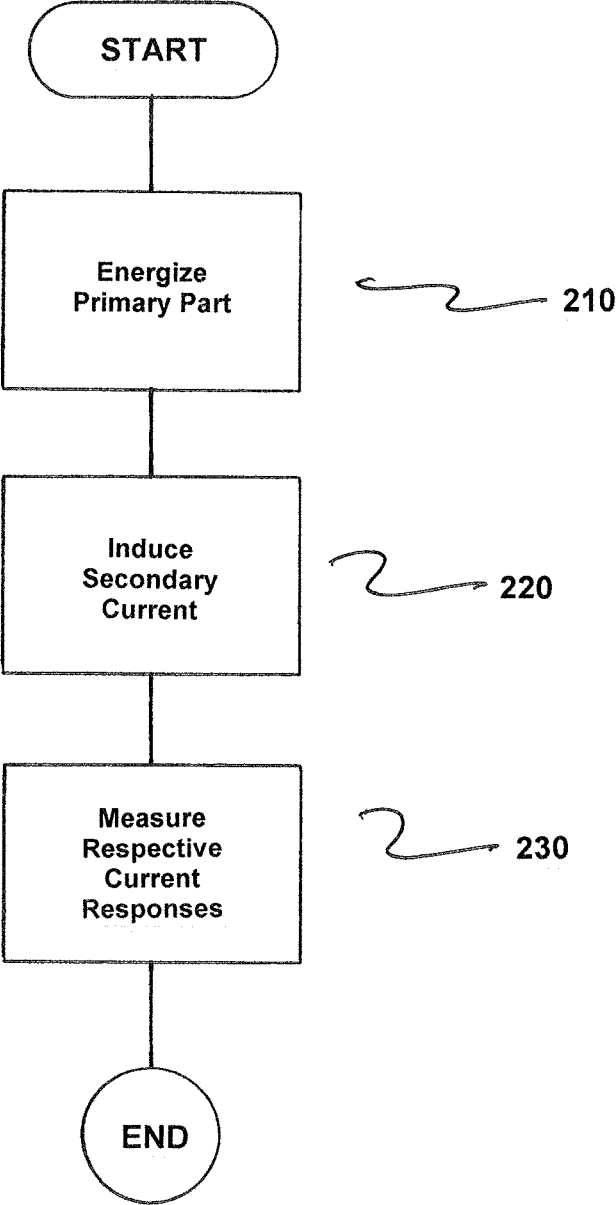 START
Energize
Primary Part
210
Induce
Secondary
Current
220
Measure
Respective
Current
Responses
230
END